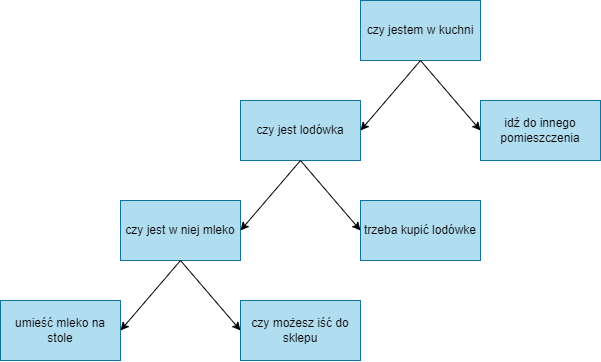 czy jestem w kuchni
czy jest lodówka
idź do innego
pomieszczenia
czy jest w niej mleko
trzeba kupić lodówke
umieść mleko na
stole
czy możesz iść do
sklepu